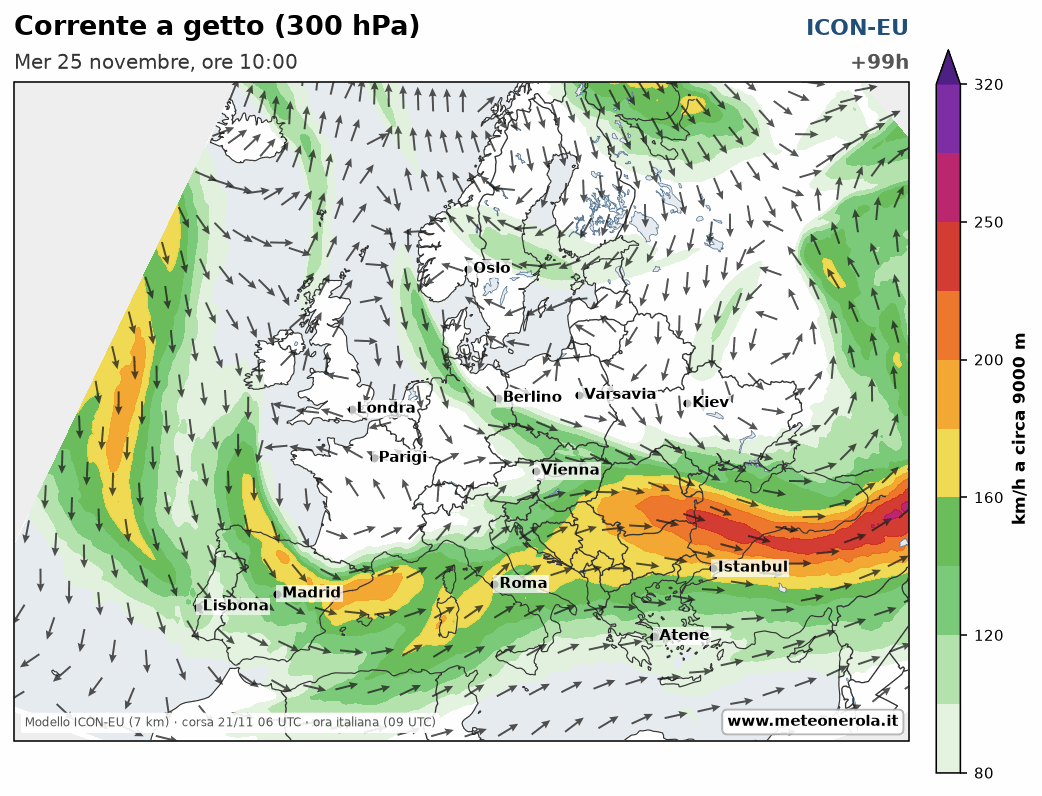 Corrente a getto (300 hPa)
ICON-EU
Mer 25 novembre, ore 10:00
+99h
320
250
200
160
120
80
km/h a circa 9000 m
Oslo
Berlino
Varsavia
Kiev
Londra
Parigi
Vienna
Istanbul
Roma
Madrid
Lisbona
Atene
Modello ICON-EU (7 km) · corsa 21/11 06 UTC · ora italiana (09 UTC)
www.meteonerola.it